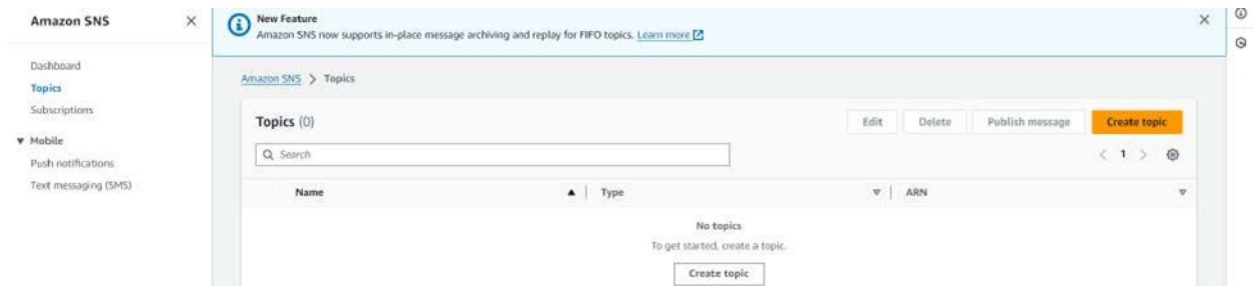 Amazon SNS
Dashboard
Topics
Subscriptions
Mobile
Push notifications
Text messaging (SMS)
New Feature
Amazon SNS now supports in-place message archiving and replay for FIFO topics. Learn more
Amazon SNS > Topics
Topics (0)
Edit Delete Publish message Create topic
Search
< 1 >
Name Type ARN
No topics
To get started, create a topic.
Create topic